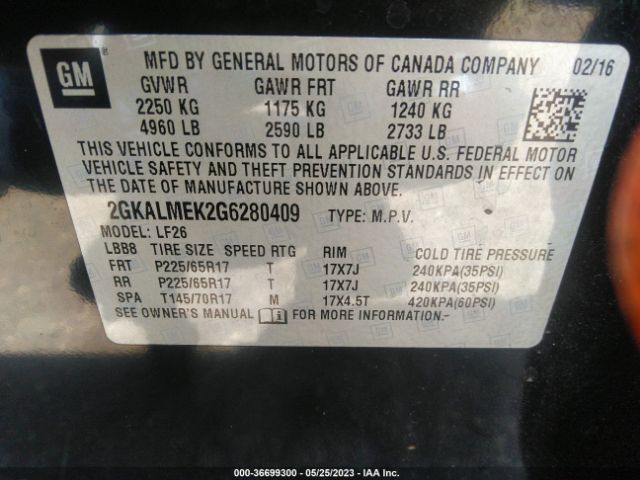 GM
MFD BY GENERAL MOTORS OF CANADA COMPANY 02/16
GVWR GAWR FRT GAWR RR
2250 KG 1175 KG 1240 KG
4960 LB 2590 LB 2733 LB
THIS VEHICLE CONFORMS TO ALL APPLICABLE U.S. FEDERAL MOTOR
VEHICLE SAFETY AND THEFT PREVENTION STANDARDS IN EFFECT ON
THE DATE OF MANUFACTURE SHOWN ABOVE.
2GKALMEK2G6280409 TYPE: M.P.V.
MODEL: LF26
LBB8 TIRE SIZE SPEED RTG RIM COLD TIRE PRESSURE
FRT P225/65R17 T 17X7J 240KPA(35PSI)
RR P225/65R17 T 17X7J 240KPA(35PSI)
SPA T145/70R17 M 17X4.5T 420KPA(60PSI)
SEE OWNER'S MANUAL FOR MORE INFORMATION.
000-36699300 - 05/25/2023 - IAA Inc.